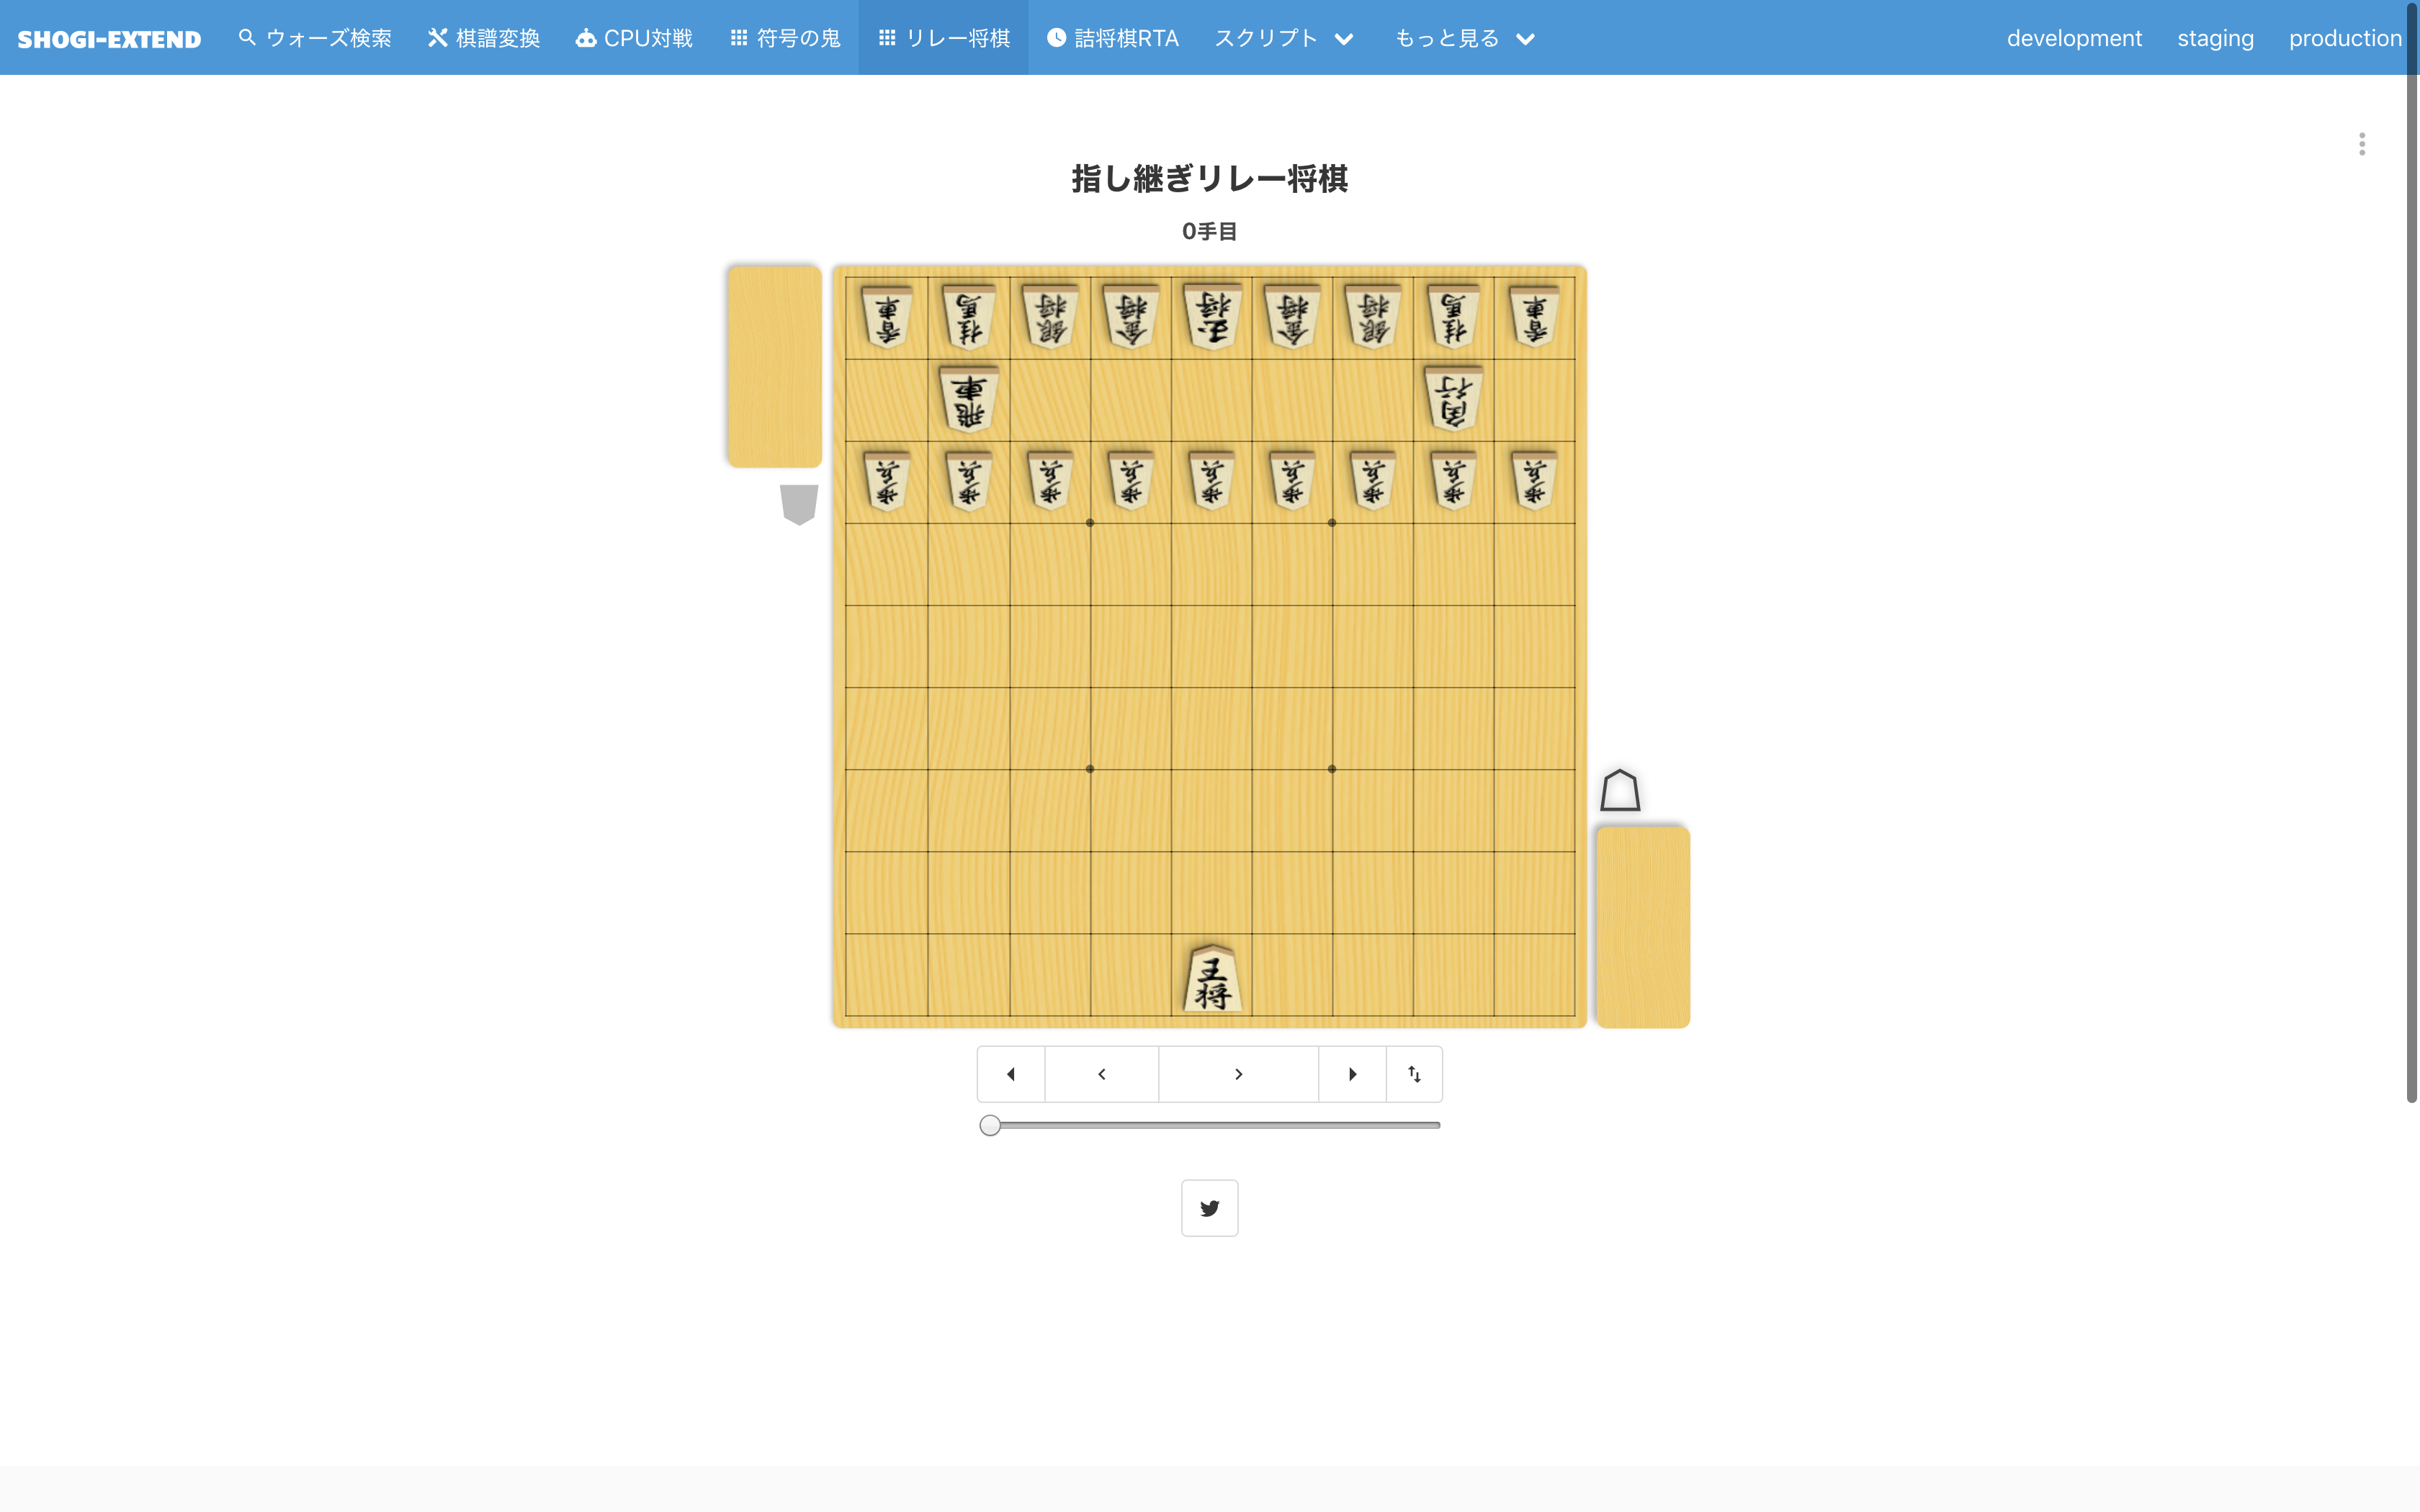 SHOGI-EXTEND ウォーズ検索 棋譜変換 CPU対戦 符号の鬼 リレー将棋 詰将棋RTA スクリプト もっと見る development staging production
指し継ぎリレー将棋
0手目
香車 桂馬 銀将 金将 玉将 金将 銀将 桂馬 香車
飛車 角行
歩兵 歩兵 歩兵 歩兵 歩兵 歩兵 歩兵 歩兵 歩兵
王将